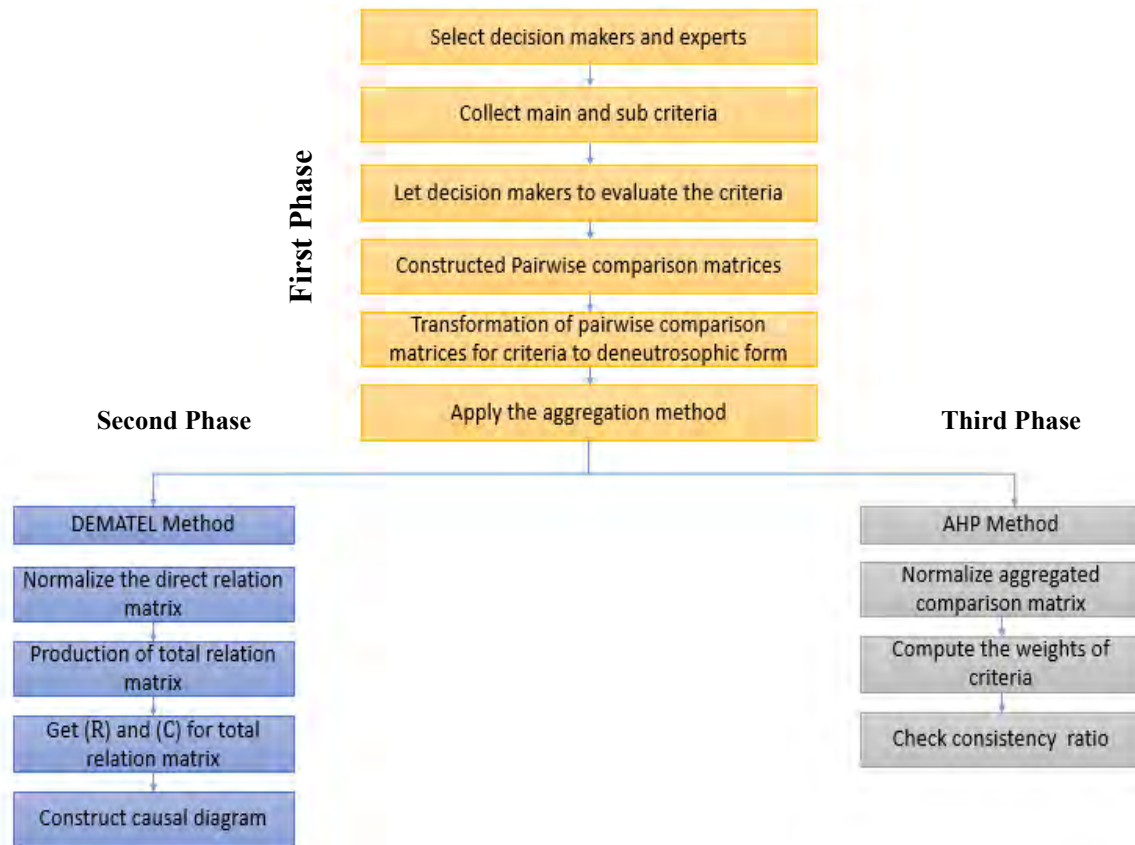 Select decision makers and experts
Collect main and sub criteria
First Phase
Let decision makers to evaluate the criteria
Constructed Pairwise comparison matrices
Transformation of pairwise comparison
matrices for criteria to deneutrosophic form
Apply the aggregation method
Second Phase
DEMATEL Method
Normalize the direct relation
matrix
Production of total relation
matrix
Get (R) and (C) for total
relation matrix
Construct causal diagram
Third Phase
AHP Method
Normalize aggregated
comparison matrix
Compute the weights of
criteria
Check consistency ratio